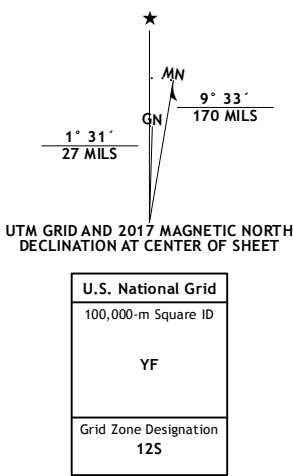 ★
MN
GN
9° 33´
170 MILS
1° 31´
27 MILS
UTM GRID AND 2017 MAGNETIC NORTH
DECLINATION AT CENTER OF SHEET
U.S. National Grid
100,000-m Square ID
YF
Grid Zone Designation
12S